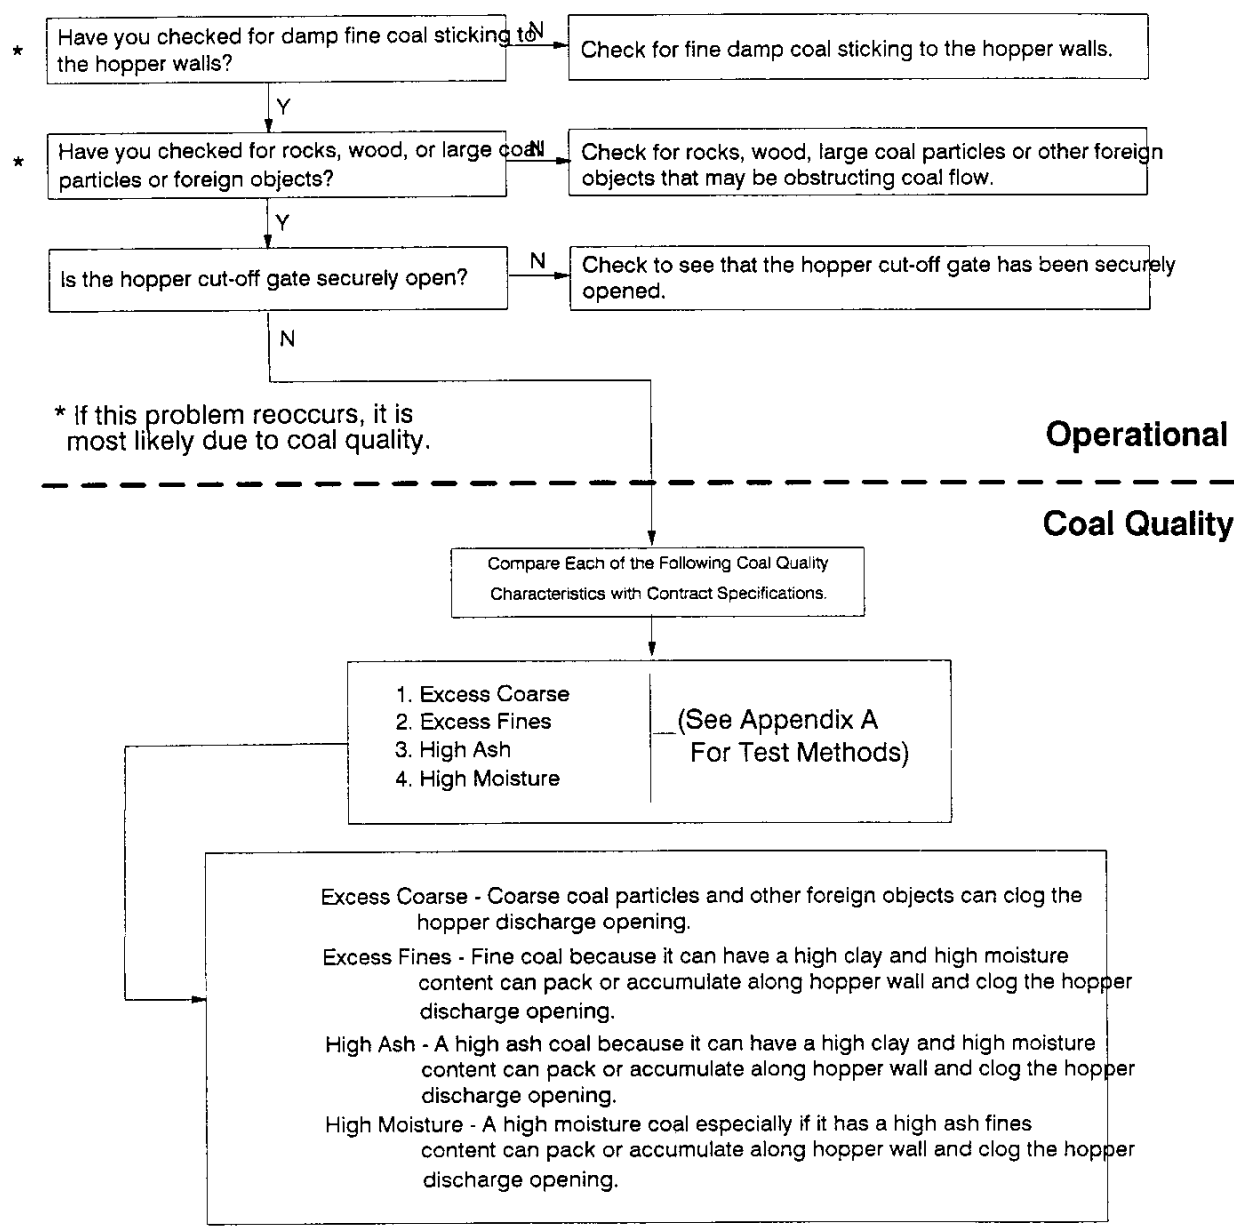 * Have you checked for damp fine coal sticking to N
the hopper walls?
Check for fine damp coal sticking to the hopper walls.
Y
* Have you checked for rocks, wood, or large coal N
particles or foreign objects?
Check for rocks, wood, large coal particles or other foreign
objects that may be obstructing coal flow.
Y
Is the hopper cut-off gate securely open?
N
Check to see that the hopper cut-off gate has been securely
opened.
N
* If this problem reoccurs, it is
most likely due to coal quality.
Operational
Coal Quality
Compare Each of the Following Coal Quality
Characteristics with Contract Specifications.
1. Excess Coarse
2. Excess Fines
3. High Ash
4. High Moisture
(See Appendix A
For Test Methods)
Excess Coarse - Coarse coal particles and other foreign objects can clog the
hopper discharge opening.
Excess Fines - Fine coal because it can have a high clay and high moisture
content can pack or accumulate along hopper wall and clog the hopper
discharge opening.
High Ash - A high ash coal because it can have a high clay and high moisture
content can pack or accumulate along hopper wall and clog the hopper
discharge opening.
High Moisture - A high moisture coal especially if it has a high ash fines
content can pack or accumulate along hopper wall and clog the hopper
discharge opening.